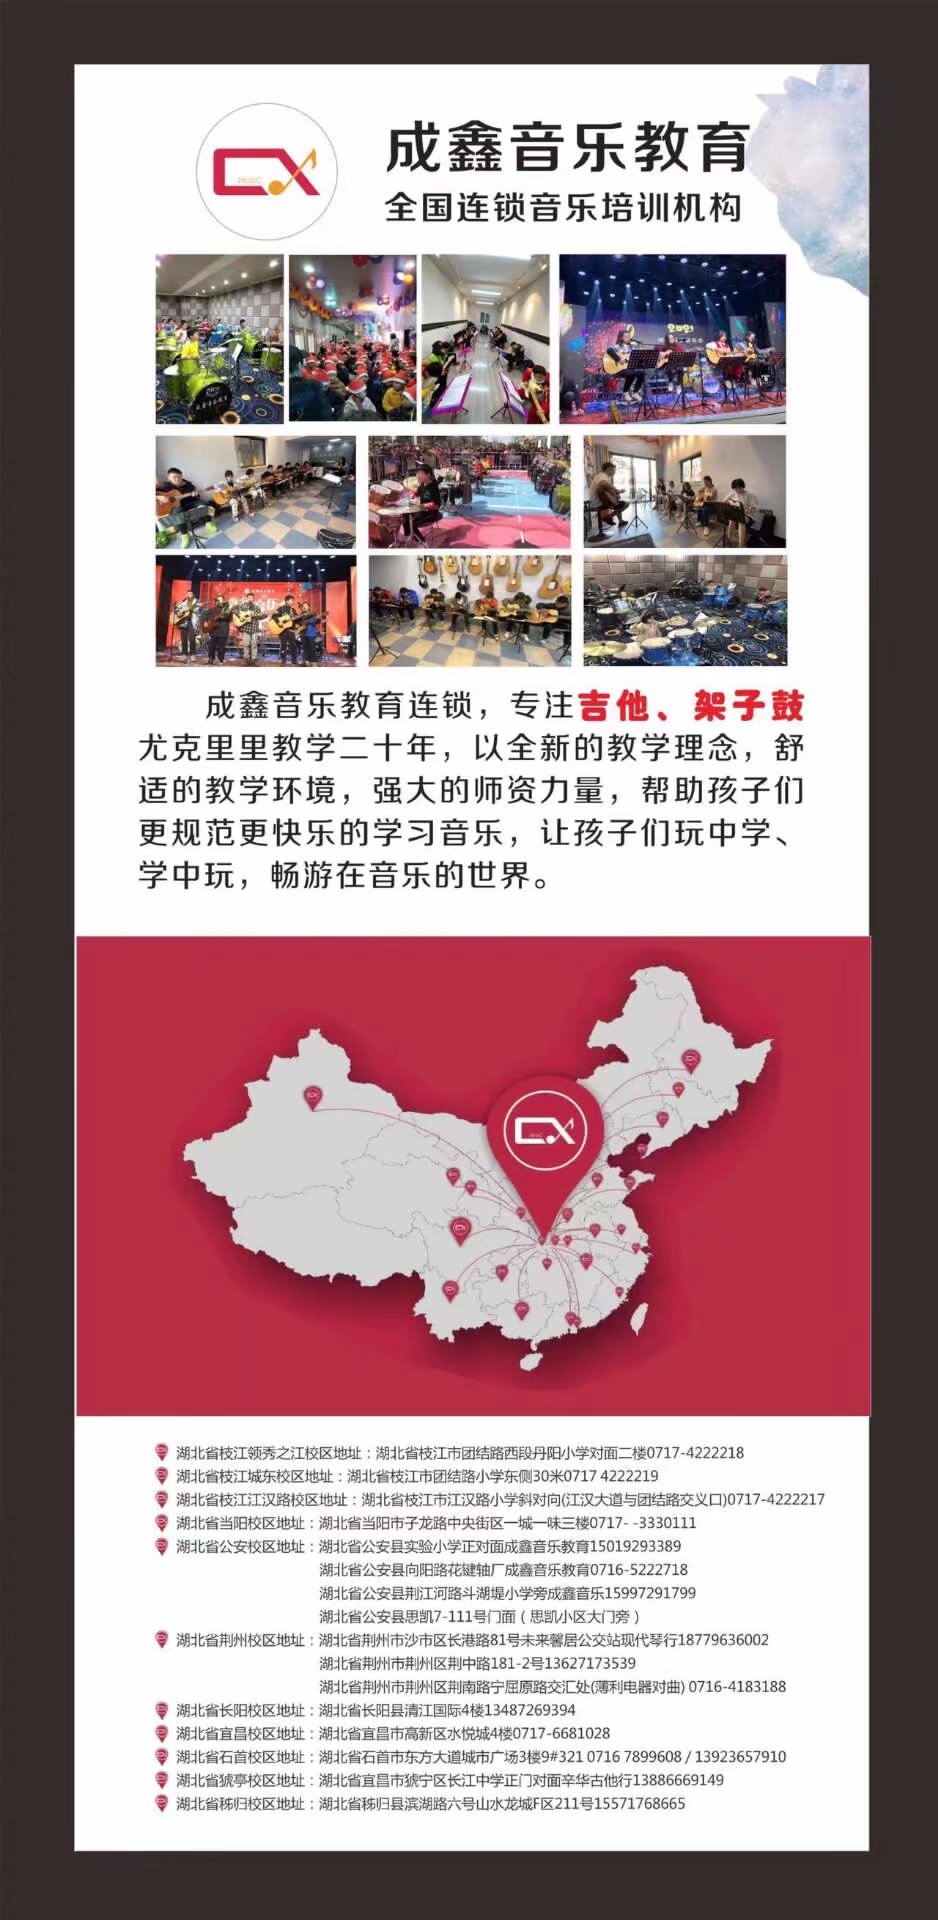 CX
MUSIC
成鑫音乐教育
全国连锁音乐培训机构
成鑫音乐教育连锁，专注吉他、架子鼓
尤克里里教学二十年，以全新的教学理念，舒
适的教学环境，强大的师资力量，帮助孩子们
更规范更快乐的学习音乐，让孩子们玩中学、
学中玩，畅游在音乐的世界。
CX
湖北省枝江领秀之江校区地址：湖北省枝江市团结路西段丹阳小学对面二楼0717-4222218
湖北省枝江城东校区地址：湖北省枝江市团结路小学东侧30米0717 4222219
湖北省枝江江汉路校区地址：湖北省枝江市江汉路小学斜对向(江汉大道与团结路交义口)0717-4222217
湖北省当阳校区地址：湖北省当阳市子龙路中央街区一城一味三楼0717- -3330111
湖北省公安校区地址：湖北省公安县实验小学正对面成鑫音乐教育15019293389
湖北省公安县向阳路花键轴厂成鑫音乐教育0716-5222718
湖北省公安县荆江河路斗湖堤小学旁成鑫音乐15997291799
湖北省公安县思凯7-111号门面（思凯小区大门旁）
湖北省荆州校区地址：湖北省荆州市沙市区长港路81号未来馨居公交站现代琴行18779636002
湖北省荆州市荆州区荆中路181-2号13627173539
湖北省荆州市荆州区荆南路宁屈原路交汇处(薄利电器对曲) 0716-4183188
湖北省长阳校区地址：湖北省长阳县清江国际4楼13487269394
湖北省宜昌校区地址：湖北省宜昌市高新区水悦城4楼0717-6681028
湖北省石首校区地址：湖北省石首市东方大道城市广场3楼9#321 0716 7899608 / 13923657910
湖北省猇亭校区地址：湖北省宜昌市猇宁区长江中学正门对面辛华古他行13886669149
湖北省秭归校区地址：湖北省秭归县滨湖路六号山水龙城F区211号15571768665